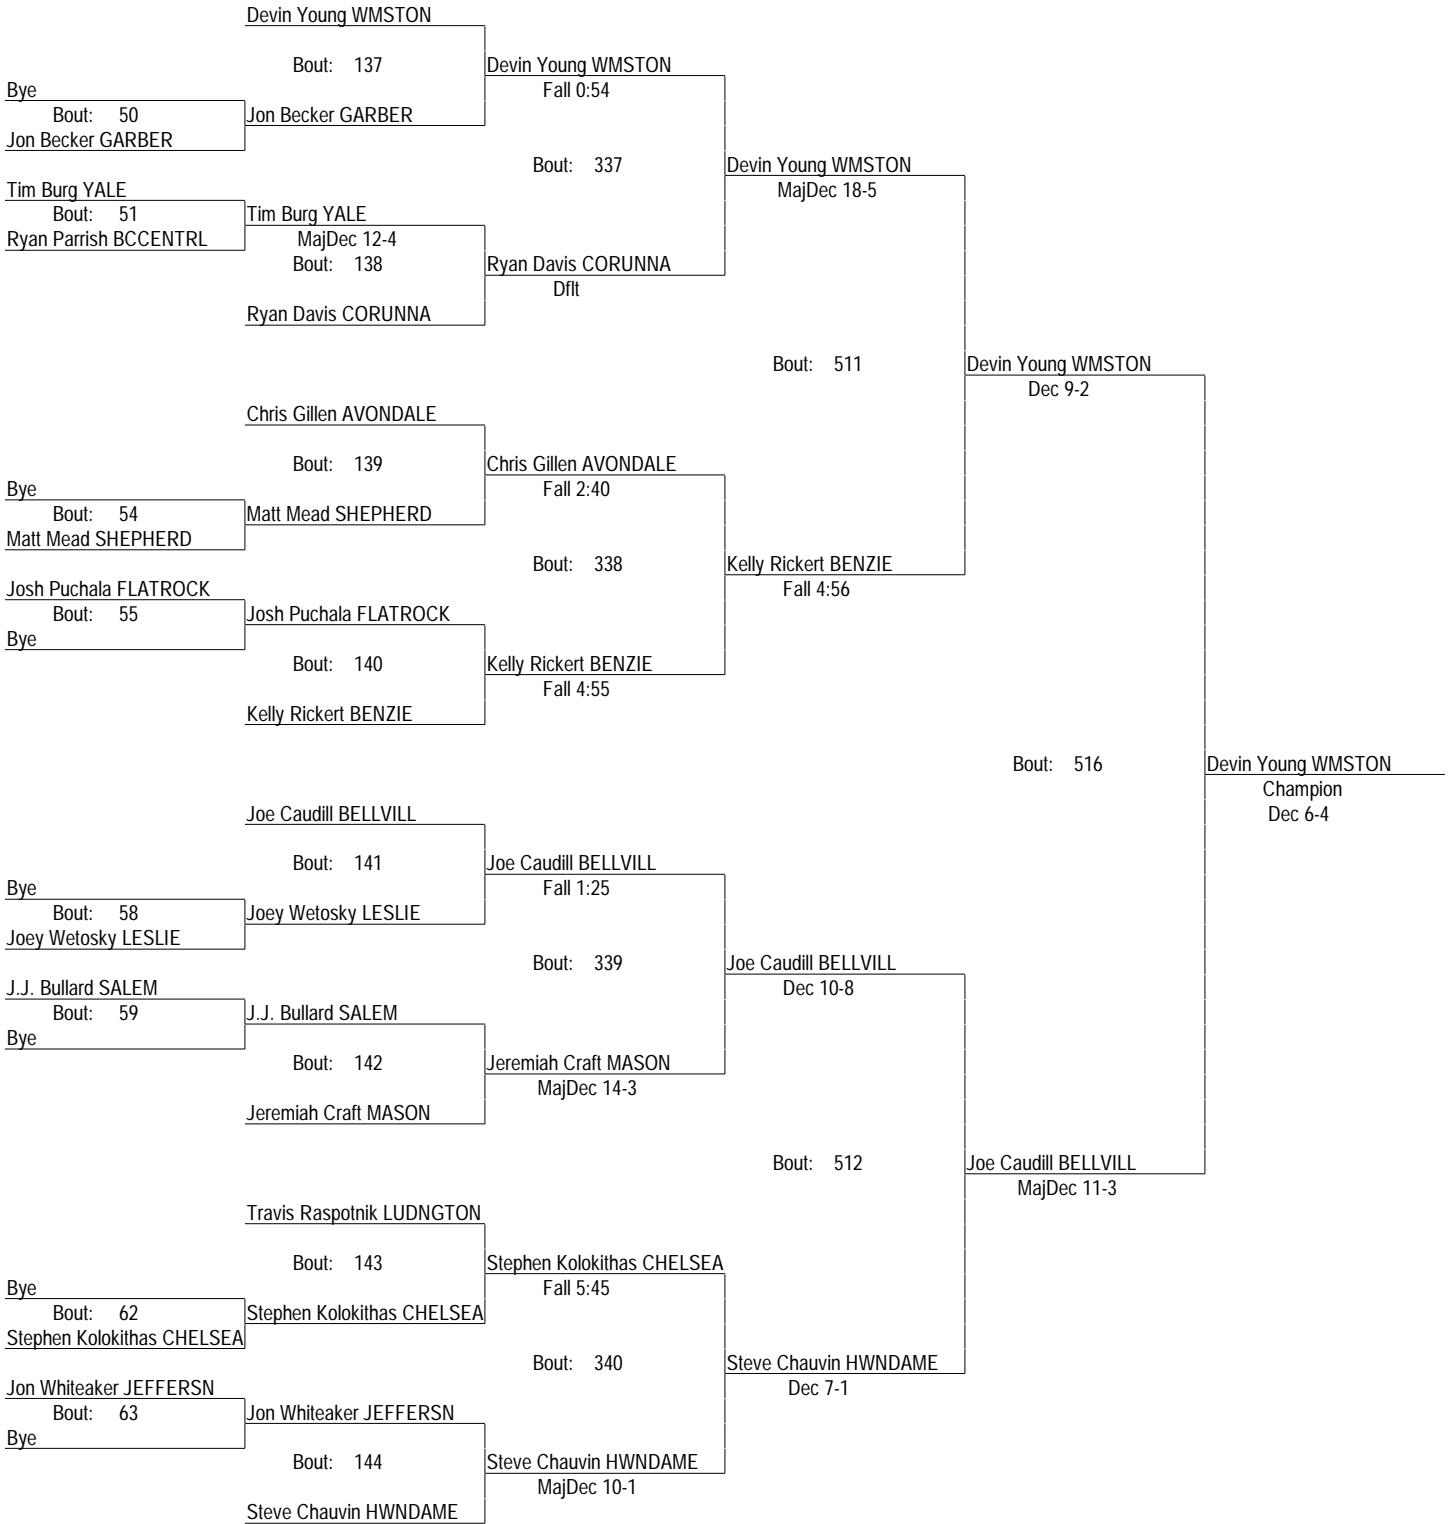 Devin Young WMSTON
Bout: 137
Devin Young WMSTON
Bye
Fall 0:54
Bout: 50
Jon Becker GARBER
Jon Becker GARBER
Bout: 337
Devin Young WMSTON
Tim Burg YALE
MajDec 18-5
Bout: 51
Tim Burg YALE
Ryan Parrish BCCENTRL
MajDec 12-4
Bout: 138
Ryan Davis CORUNNA
Dflt
Ryan Davis CORUNNA
Bout: 511
Devin Young WMSTON
Dec 9-2
Chris Gillen AVONDALE
Bout: 139
Chris Gillen AVONDALE
Bye
Fall 2:40
Bout: 54
Matt Mead SHEPHERD
Matt Mead SHEPHERD
Bout: 338
Kelly Rickert BENZIE
Josh Puchala FLATROCK
Fall 4:56
Bout: 55
Josh Puchala FLATROCK
Bye
Bout: 140
Kelly Rickert BENZIE
Fall 4:55
Kelly Rickert BENZIE
Bout: 516
Devin Young WMSTON
Champion
Dec 6-4
Joe Caudill BELLVILL
Bout: 141
Joe Caudill BELLVILL
Bye
Fall 1:25
Bout: 58
Joey Wetosky LESLIE
Joey Wetosky LESLIE
Bout: 339
Joe Caudill BELLVILL
J.J. Bullard SALEM
Dec 10-8
Bout: 59
J.J. Bullard SALEM
Bye
Bout: 142
Jeremiah Craft MASON
MajDec 14-3
Jeremiah Craft MASON
Bout: 512
Joe Caudill BELLVILL
MajDec 11-3
Travis Raspotnik LUDNGTON
Bout: 143
Stephen Kolokithas CHELSEA
Bye
Fall 5:45
Bout: 62
Stephen Kolokithas CHELSEA
Stephen Kolokithas CHELSEA
Bout: 340
Steve Chauvin HWNDAME
Jon Whiteaker JEFFERSN
Dec 7-1
Bout: 63
Jon Whiteaker JEFFERSN
Bye
Bout: 144
Steve Chauvin HWNDAME
MajDec 10-1
Steve Chauvin HWNDAME